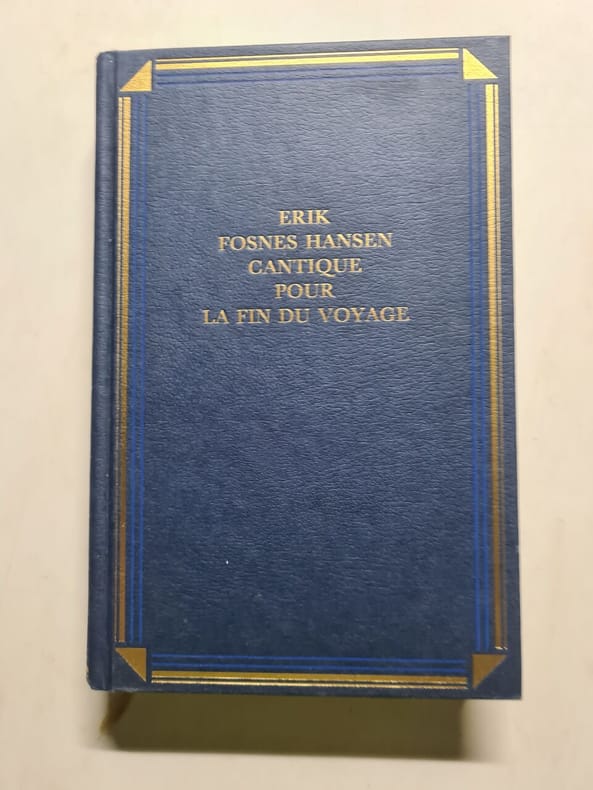 ERIK
FOSNES HANSEN
CANTIQUE
POUR
LA FIN DU VOYAGE